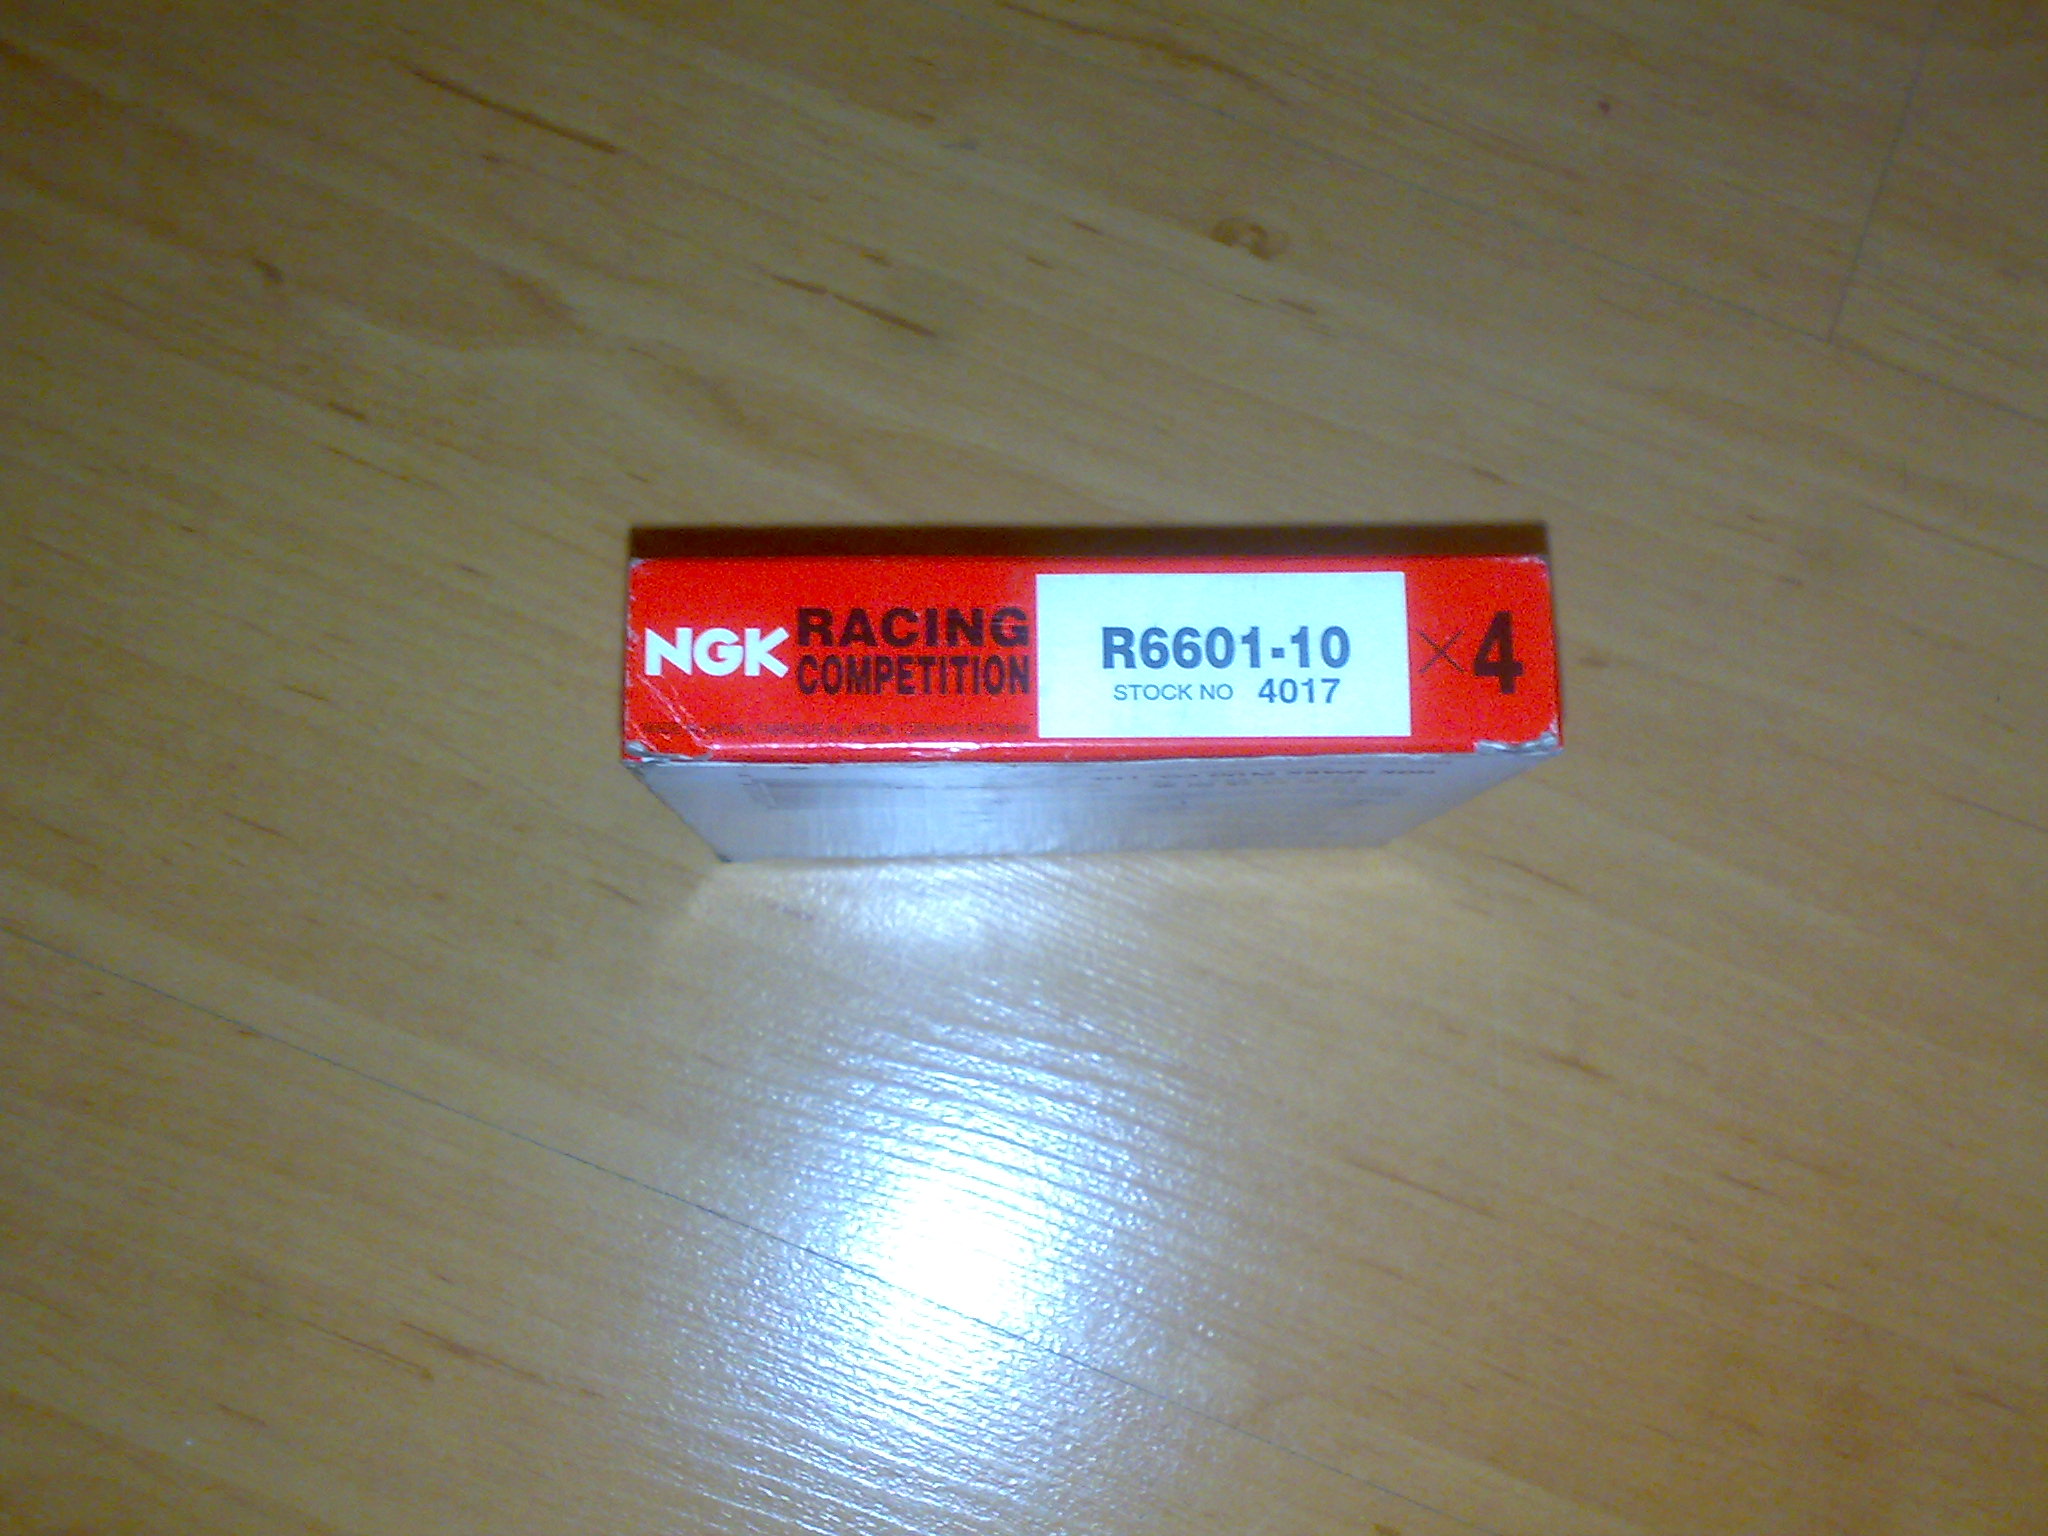 NGK RACING
COMPETITION
R6601-10
STOCK NO 4017
×4